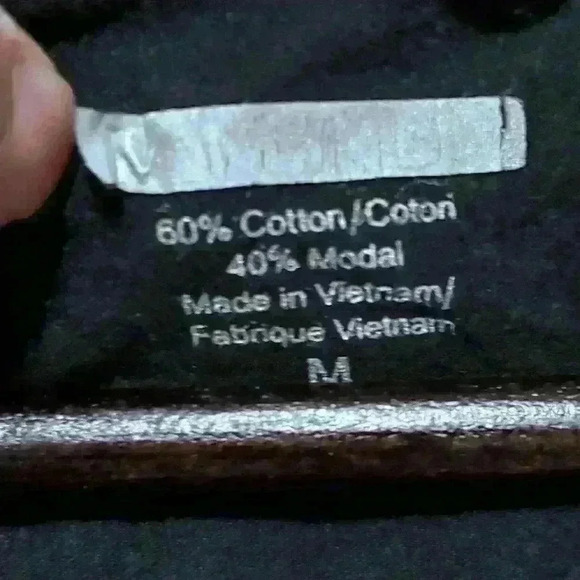 60% Cotton/Coton
40% Modal
Made in Vietnam/
Fabrique Vietnam
M